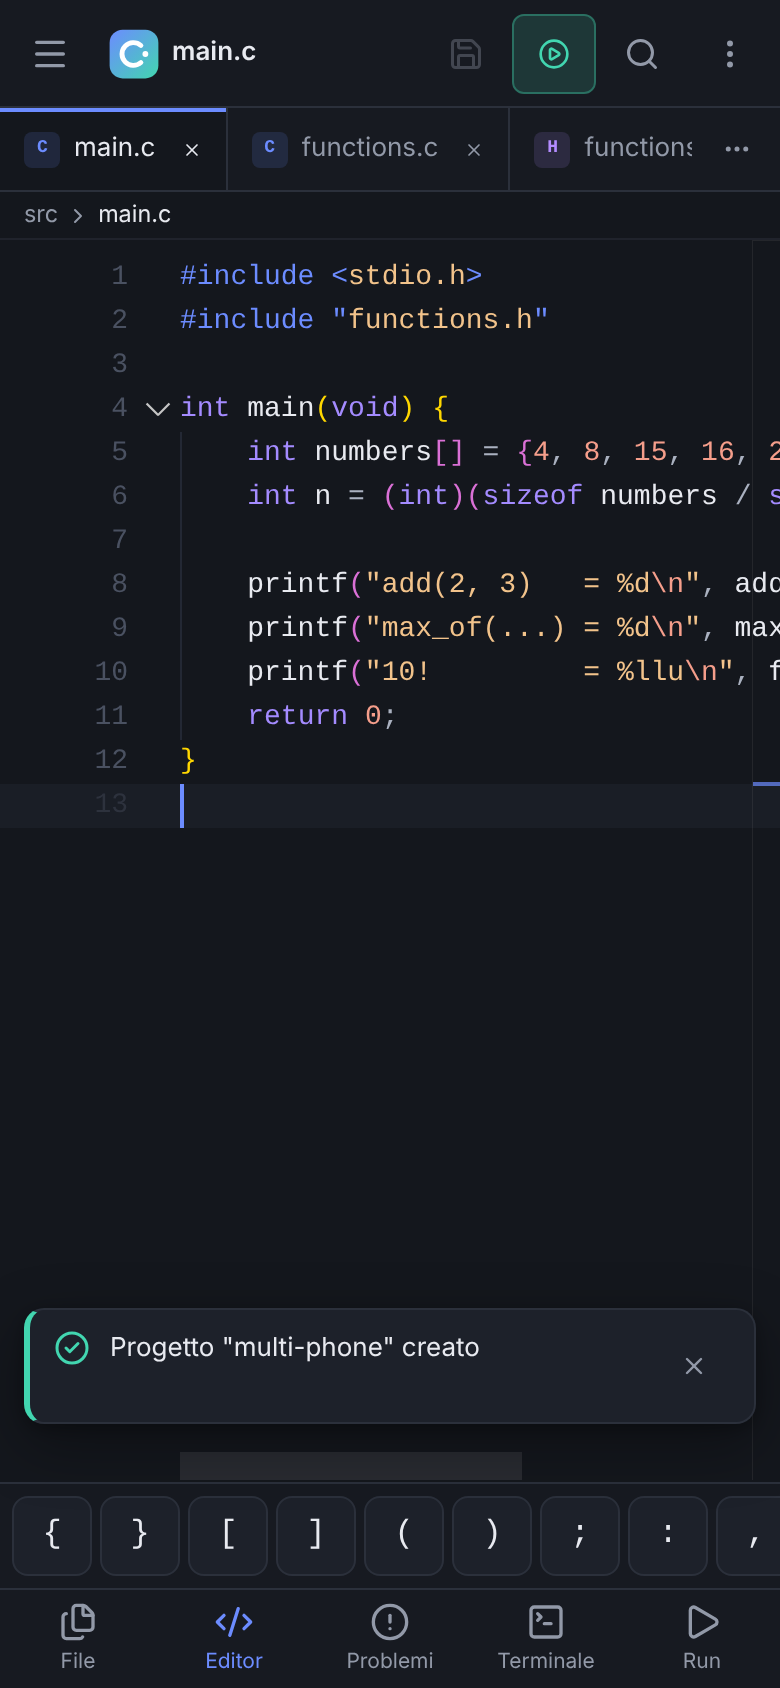 main.c
C main.c × C functions.c × H functions ...
src > main.c
1 #include <stdio.h>
2 #include "functions.h"
3
4 int main(void) {
5     int numbers[] = {4, 8, 15, 16, 2
6     int n = (int)(sizeof numbers / s
7
8     printf("add(2, 3)   = %d\n", add
9     printf("max_of(...) = %d\n", max
10     printf("10!         = %llu\n", f
11     return 0;
12 }
13
Progetto "multi-phone" creato
{ } [ ] ( ) ; : ,
File Editor Problemi Terminale Run